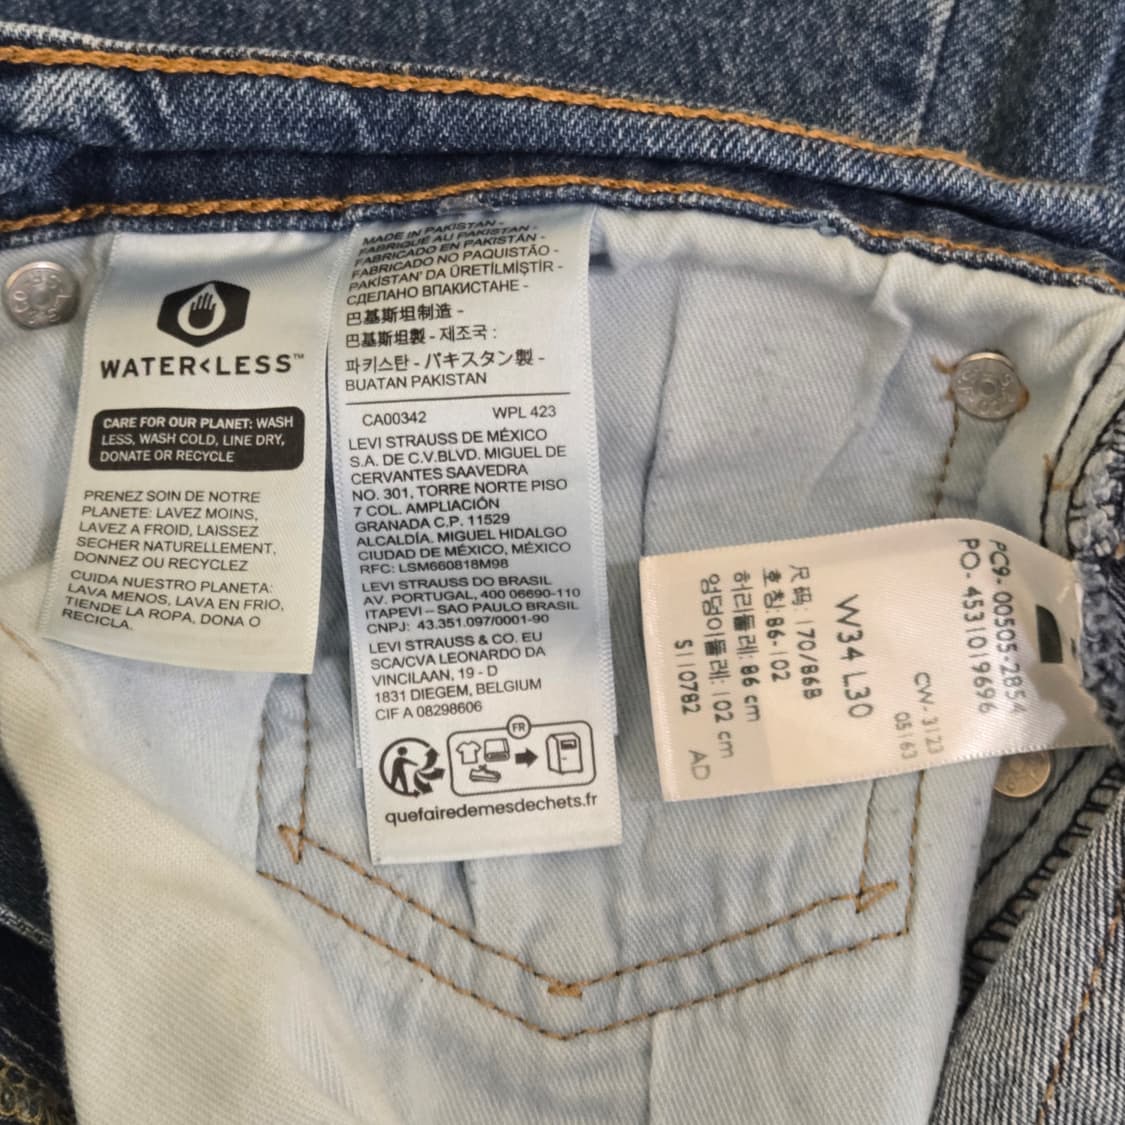 WATER<LESS™
CARE FOR OUR PLANET: WASH
LESS, WASH COLD, LINE DRY,
DONATE OR RECYCLE
PRENEZ SOIN DE NOTRE
PLANETE: LAVEZ MOINS,
LAVEZ A FROID, LAISSEZ
SECHER NATURELLEMENT,
DONNEZ OU RECYCLEZ
CUIDA NUESTRO PLANETA:
LAVA MENOS, LAVA EN FRIO,
TIENDE LA ROPA, DONA O
RECICLA.
MADE IN PAKISTAN -
FABRIQUÉ AU PAKISTAN -
FABRICADO EN PAKISTÁN -
FABRICADO NO PAQUISTÃO -
PAKİSTAN' DA ÜRETİLMİŞTİR -
СДЕЛАНО ВПАКИСТАНЕ -
巴基斯坦制造 -
巴基斯坦製 - 제조국 :
파키스탄 - パキスタン製 -
BUATAN PAKISTAN
CA00342 WPL 423
LEVI STRAUSS DE MÉXICO
S.A. DE C.V.BLVD. MIGUEL DE
CERVANTES SAAVEDRA
NO. 301, TORRE NORTE PISO
7 COL. AMPLIACIÓN
GRANADA C.P. 11529
ALCALDÍA. MIGUEL HIDALGO
CIUDAD DE MÉXICO, MÉXICO
RFC: LSM660818M98
LEVI STRAUSS DO BRASIL
AV. PORTUGAL, 400 06690-110
ITAPEVI – SAO PAULO BRASIL
CNPJ: 43.351.097/0001-90
LEVI STRAUSS & CO. EU
SCA/CVA LEONARDO DA
VINCILAAN, 19 - D
1831 DIEGEM, BELGIUM
CIF A 08298606
FR
quefairedemesdechets.fr
PC9-00505-2854
PO- 4531019696
CW-3123
05163
W34 L30
尺码: 170/86B
호칭:86-102
허리둘레: 86 cm
엉덩이둘레: 102 cm
S110782 AD